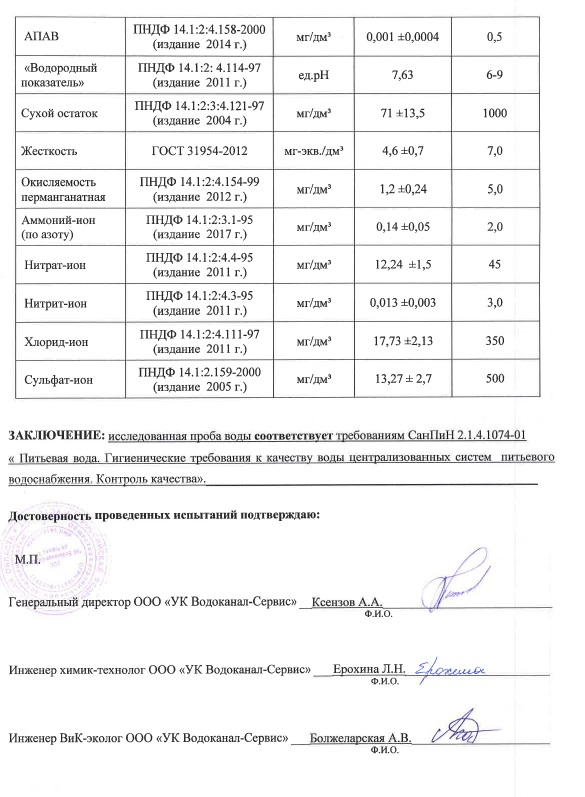 АПАВ ПНДФ 14.1:2:4.158-2000 (издание 2014 г.) мг/дм³ 0,001 ±0,0004 0,5
«Водородный показатель» ПНДФ 14.1:2: 4.114-97 (издание 2011 г.) ед.pH 7,63 6-9
Сухой остаток ПНДФ 14.1:2:3:4.121-97 (издание 2004 г.) мг/дм³ 71 ±13,5 1000
Жесткость ГОСТ 31954-2012 мг-экв./дм³ 4,6 ±0,7 7,0
Окисляемость перманганатная ПНДФ 14.1:2:4.154-99 (издание 2012 г.) мг/дм³ 1,2 ±0,24 5,0
Аммоний-ион (по азоту) ПНДФ 14.1:2:3.1-95 (издание 2017 г.) мг/дм³ 0,14 ±0,05 2,0
Нитрат-ион ПНДФ 14.1:2:4.4-95 (издание 2011 г.) мг/дм³ 12,24 ±1,5 45
Нитрит-ион ПНДФ 14.1:2:4.3-95 (издание 2011 г.) мг/дм³ 0,013 ±0,003 3,0
Хлорид-ион ПНДФ 14.1:2:4.111-97 (издание 2011 г.) мг/дм³ 17,73 ±2,13 350
Сульфат-ион ПНДФ 14.1:2.159-2000 (издание 2005 г.) мг/дм³ 13,27 ± 2,7 500
ЗАКЛЮЧЕНИЕ: исследованная проба воды соответствует требованиям СанПиН 2.1.4.1074-01
« Питьевая вода. Гигиенические требования к качеству воды централизованных систем питьевого
водоснабжения. Контроль качества».
Достоверность проведенных испытаний подтверждаю:
М.П.
Генеральный директор ООО «УК Водоканал-Сервис» Ксензов А.А.
Ф.И.О.
Инженер химик-технолог ООО «УК Водоканал-Сервис» Ерохина Л.Н. Ерохина
Ф.И.О.
Инженер ВиК-эколог ООО «УК Водоканал-Сервис» Болжеларская А.В.
Ф.И.О.